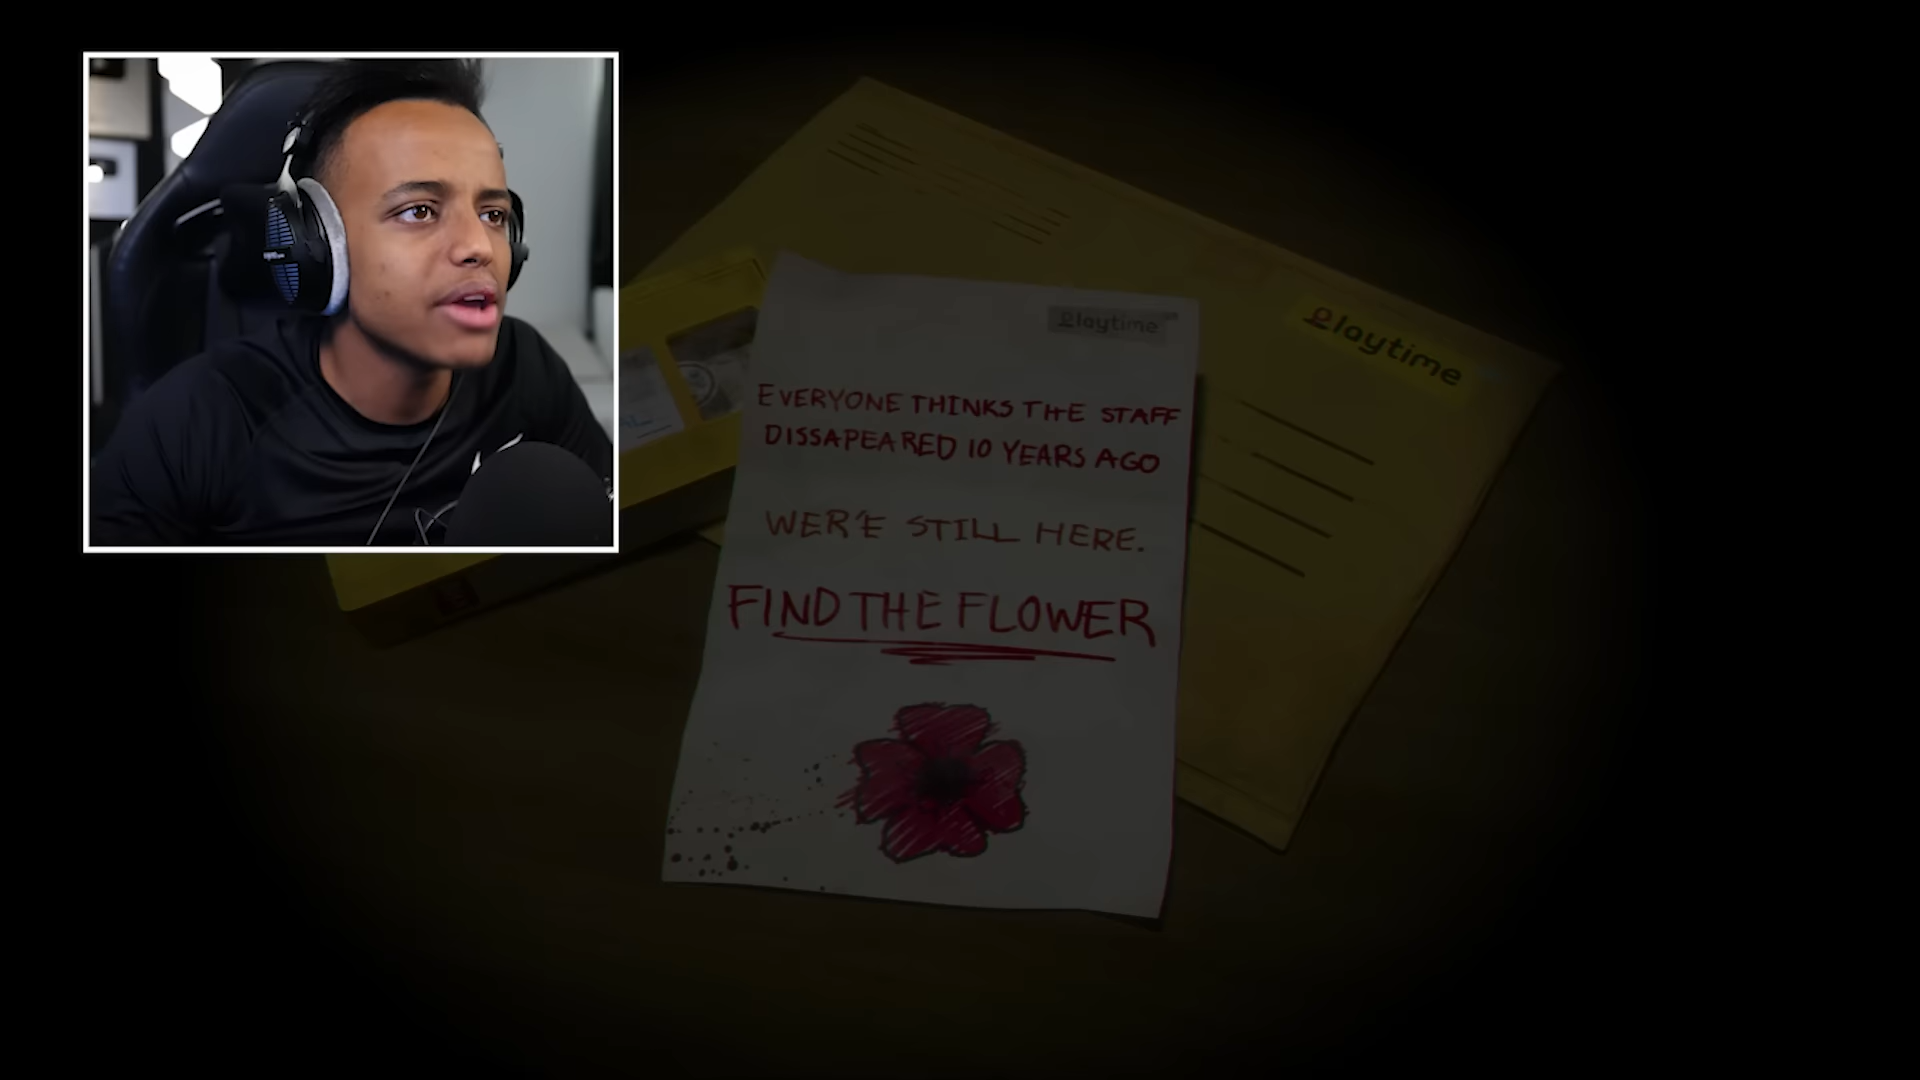 Playtime
Playtime
EVERYONE THINKS THE STAFF
DISSAPEARED 10 YEARS AGO
WER'E STILL HERE.
FIND THE FLOWER